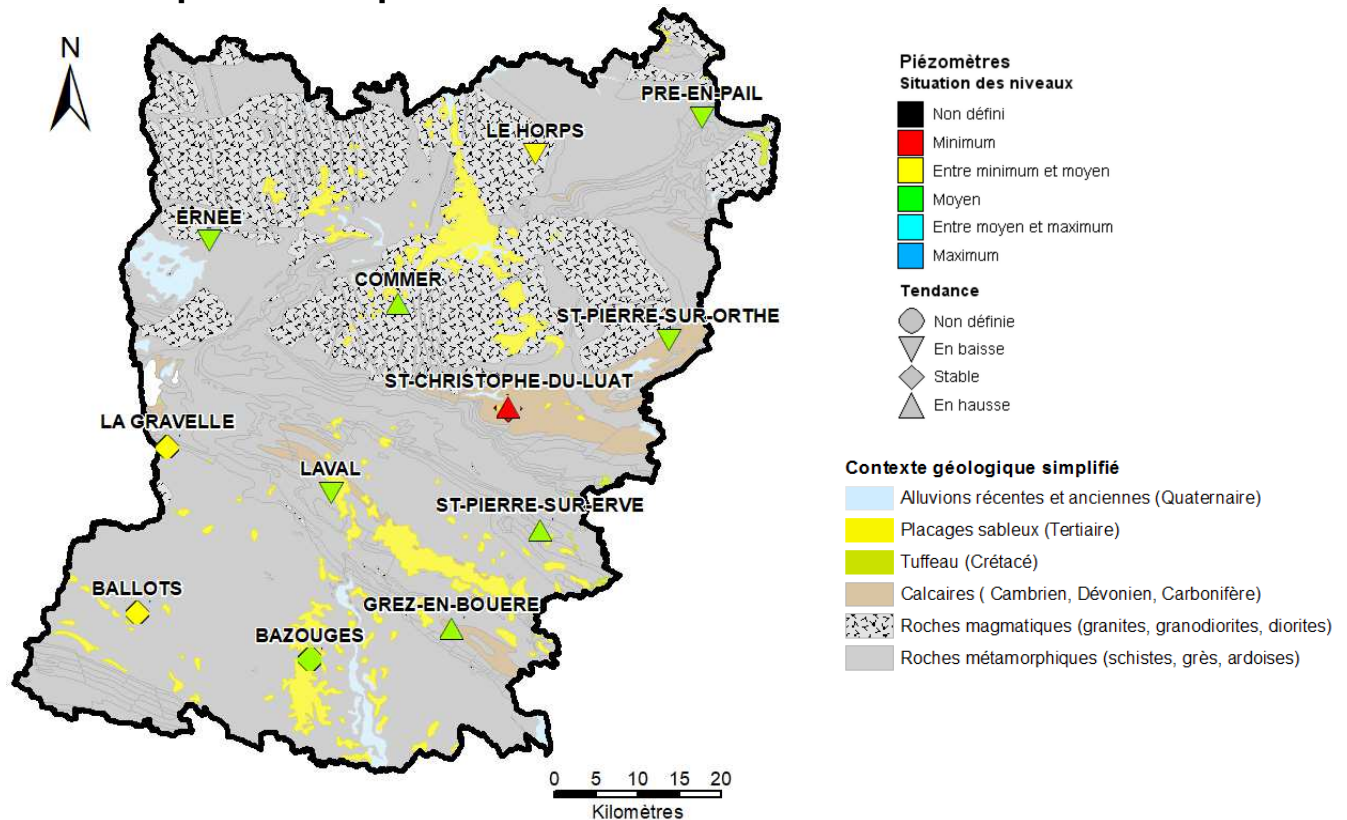 N
PRE-EN-PAIL
LE HORPS
ERNEE
COMMER
ST-PIERRE-SUR-ORTHE
ST-CHRISTOPHE-DU-LUAT
LA GRAVELLE
LAVAL
ST-PIERRE-SUR-ERVE
BALLOTS
GREZ-EN-BOUERE
BAZOUGES
0 5 10 15 20
Kilomètres
Piézomètres
Situation des niveaux
Non défini
Minimum
Entre minimum et moyen
Moyen
Entre moyen et maximum
Maximum
Tendance
Non définie
En baisse
Stable
En hausse
Contexte géologique simplifié
Alluvions récentes et anciennes (Quaternaire)
Placages sableux (Tertiaire)
Tuffeau (Crétacé)
Calcaires ( Cambrien, Dévonien, Carbonifère)
Roches magmatiques (granites, granodiorites, diorites)
Roches métamorphiques (schistes, grès, ardoises)